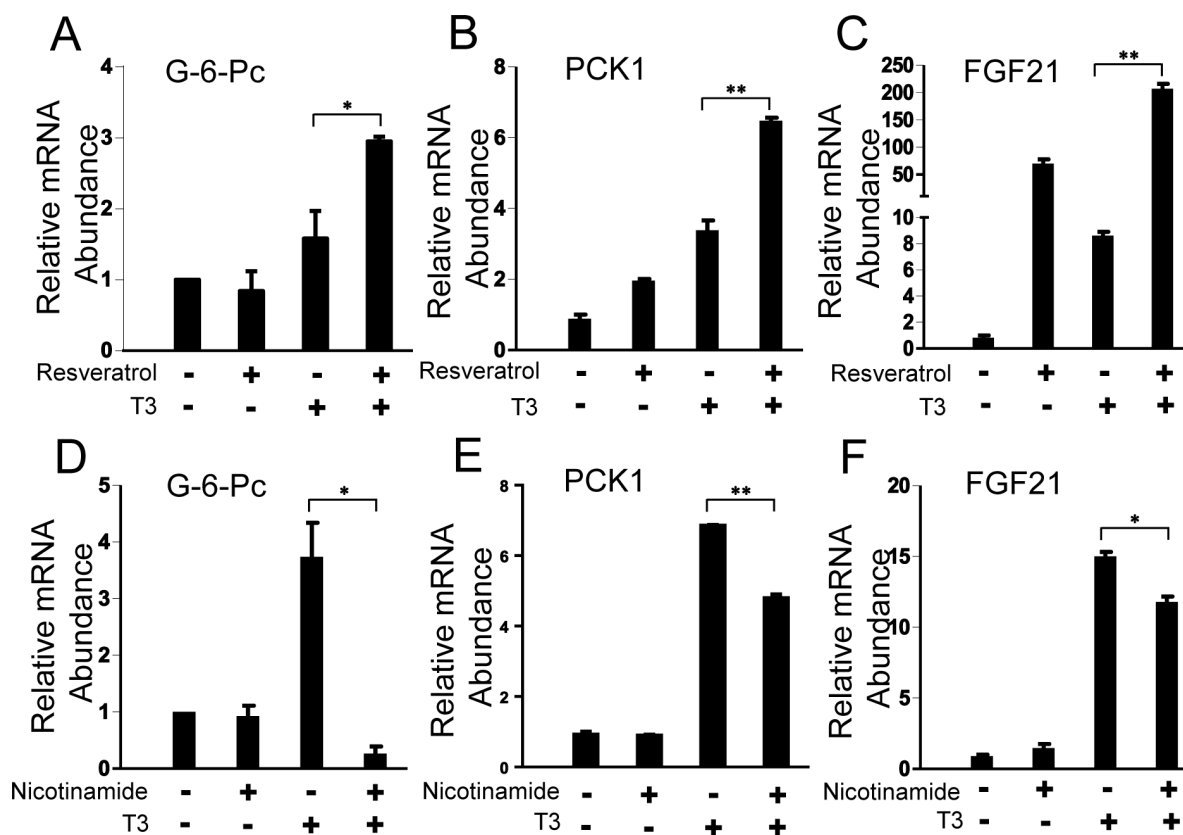 A
G-6-Pc
*
Relative mRNA
Abundance
4
3
2
1
0
Resveratrol - + - +
T3 - - + +
B
PCK1
**
Relative mRNA
Abundance
8
6
4
2
0
Resveratrol - + - +
T3 - - + +
C
FGF21
**
Relative mRNA
Abundance
250
200
150
100
50
10
8
6
4
2
0
Resveratrol - + - +
T3 - - + +
D
G-6-Pc
*
Relative mRNA
Abundance
5
4
3
2
1
0
Nicotinamide - + - +
T3 - - + +
E
PCK1
**
Relative mRNA
Abundance
8
6
4
2
0
Nicotinamide - + - +
T3 - - + +
F
FGF21
*
Relative mRNA
Abundance
20
15
10
5
0
Nicotinamide - + - +
T3 - - + +